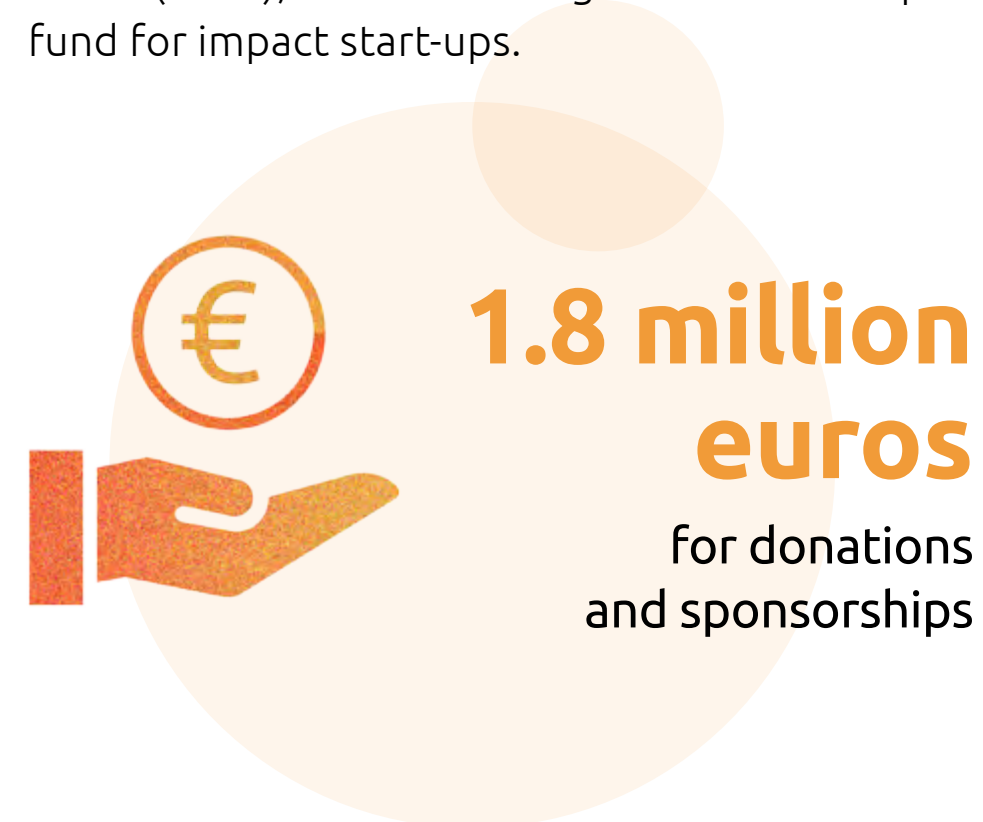 fund for impact start-ups.
€
1.8 million
euros
for donations
and sponsorships